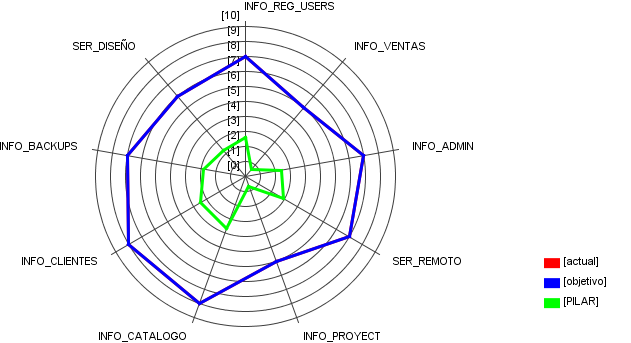 INFO_REG_USERS
[10]
SER_DISEÑO
INFO_VENTAS
[9]
[8]
[7]
[6]
[5]
[4]
[3]
[2]
[1]
[0]
INFO_BACKUPS
INFO_ADMIN
INFO_CLIENTES
SER_REMOTO
INFO_CATALOGO
INFO_PROYECT
[actual]
[objetivo]
[PILAR]